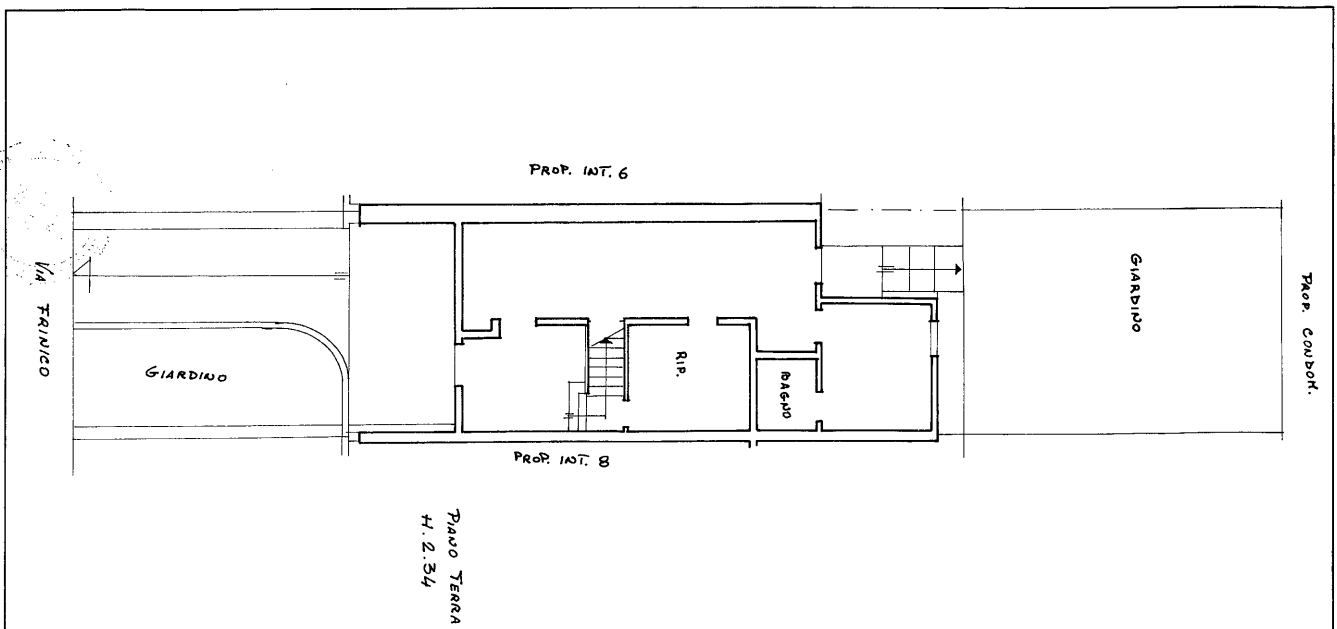 PROP. INT. 6
VIA FRINICO
GIARDINO
RIP.
BAGNO
GIARDINO
PROP. CONDOM.
PROP. INT. 8
PIANO TERRA
H. 2.34